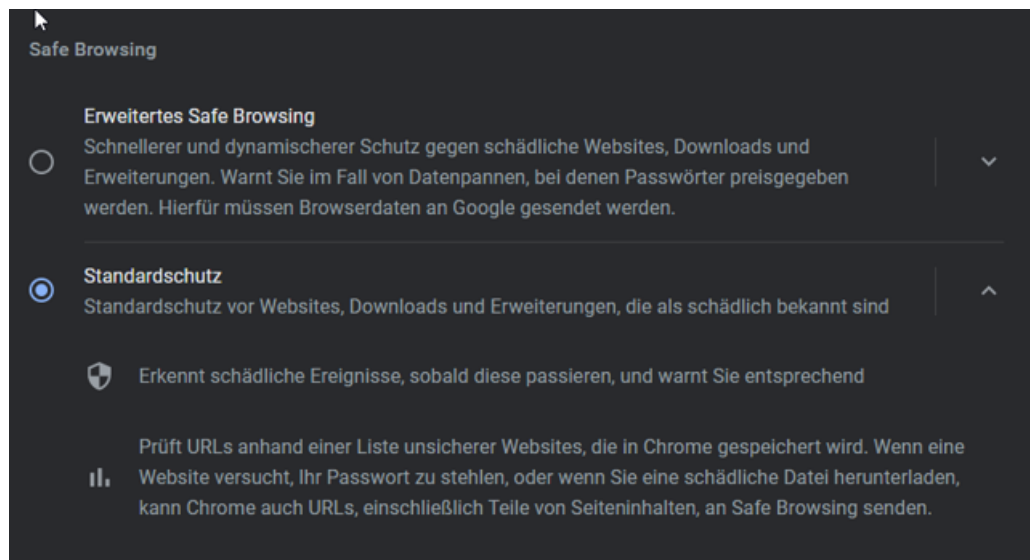 Safe Browsing
Erweitertes Safe Browsing
Schnellerer und dynamischerer Schutz gegen schädliche Websites, Downloads und
Erweiterungen. Warnt Sie im Fall von Datenpannen, bei denen Passwörter preisgegeben
werden. Hierfür müssen Browserdaten an Google gesendet werden.
Standardschutz
Standardschutz vor Websites, Downloads und Erweiterungen, die als schädlich bekannt sind
Erkennt schädliche Ereignisse, sobald diese passieren, und warnt Sie entsprechend
Prüft URLs anhand einer Liste unsicherer Websites, die in Chrome gespeichert wird. Wenn eine
Website versucht, Ihr Passwort zu stehlen, oder wenn Sie eine schädliche Datei herunterladen,
kann Chrome auch URLs, einschließlich Teile von Seiteninhalten, an Safe Browsing senden.